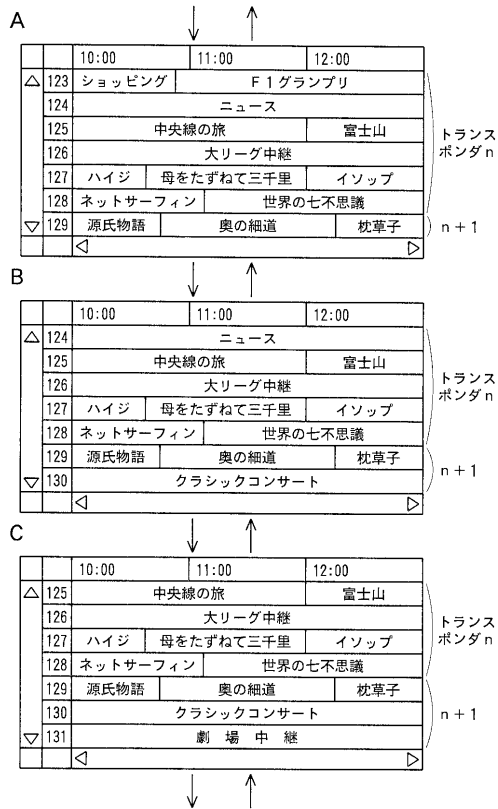 A
10:00 11:00 12:00
△ 123 ショッピング F1グランプリ
124 ニュース
125 中央線の旅 富士山
126 大リーグ中継
127 ハイジ 母をたずねて三千里 イソップ
128 ネットサーフィン 世界の七不思議
▽ 129 源氏物語 奥の細道 枕草子
◁ ▷
トランス
ポンダn
n+1
B
10:00 11:00 12:00
△ 124 ニュース
125 中央線の旅 富士山
126 大リーグ中継
127 ハイジ 母をたずねて三千里 イソップ
128 ネットサーフィン 世界の七不思議
129 源氏物語 奥の細道 枕草子
▽ 130 クラシックコンサート
◁ ▷
トランス
ポンダn
n+1
C
10:00 11:00 12:00
△ 125 中央線の旅 富士山
126 大リーグ中継
127 ハイジ 母をたずねて三千里 イソップ
128 ネットサーフィン 世界の七不思議
129 源氏物語 奥の細道 枕草子
130 クラシックコンサート
▽ 131 劇場中継
◁ ▷
トランス
ポンダn
n+1